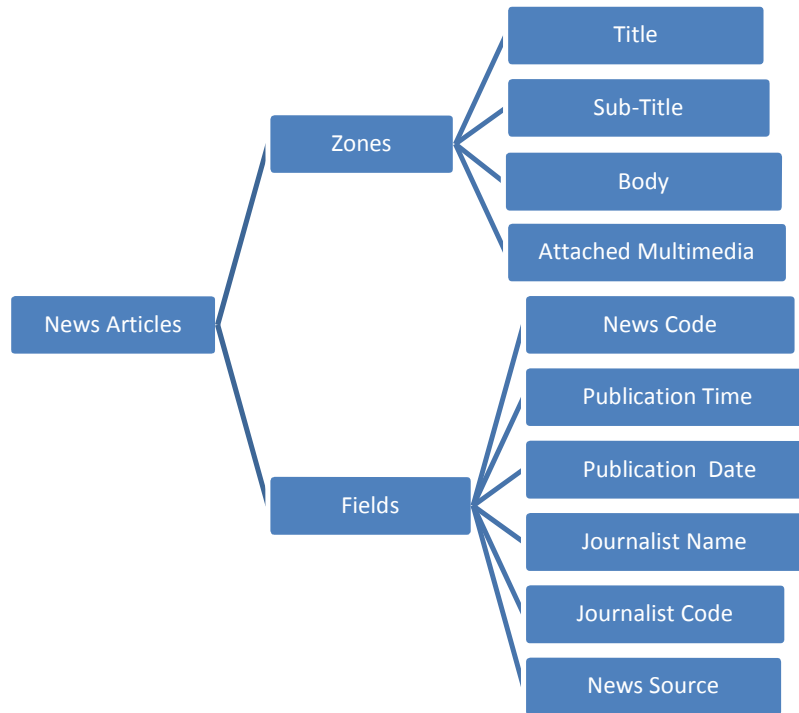 Title
Sub-Title
Zones
Body
Attached Multimedia
News Articles
News Code
Publication Time
Publication Date
Fields
Journalist Name
Journalist Code
News Source